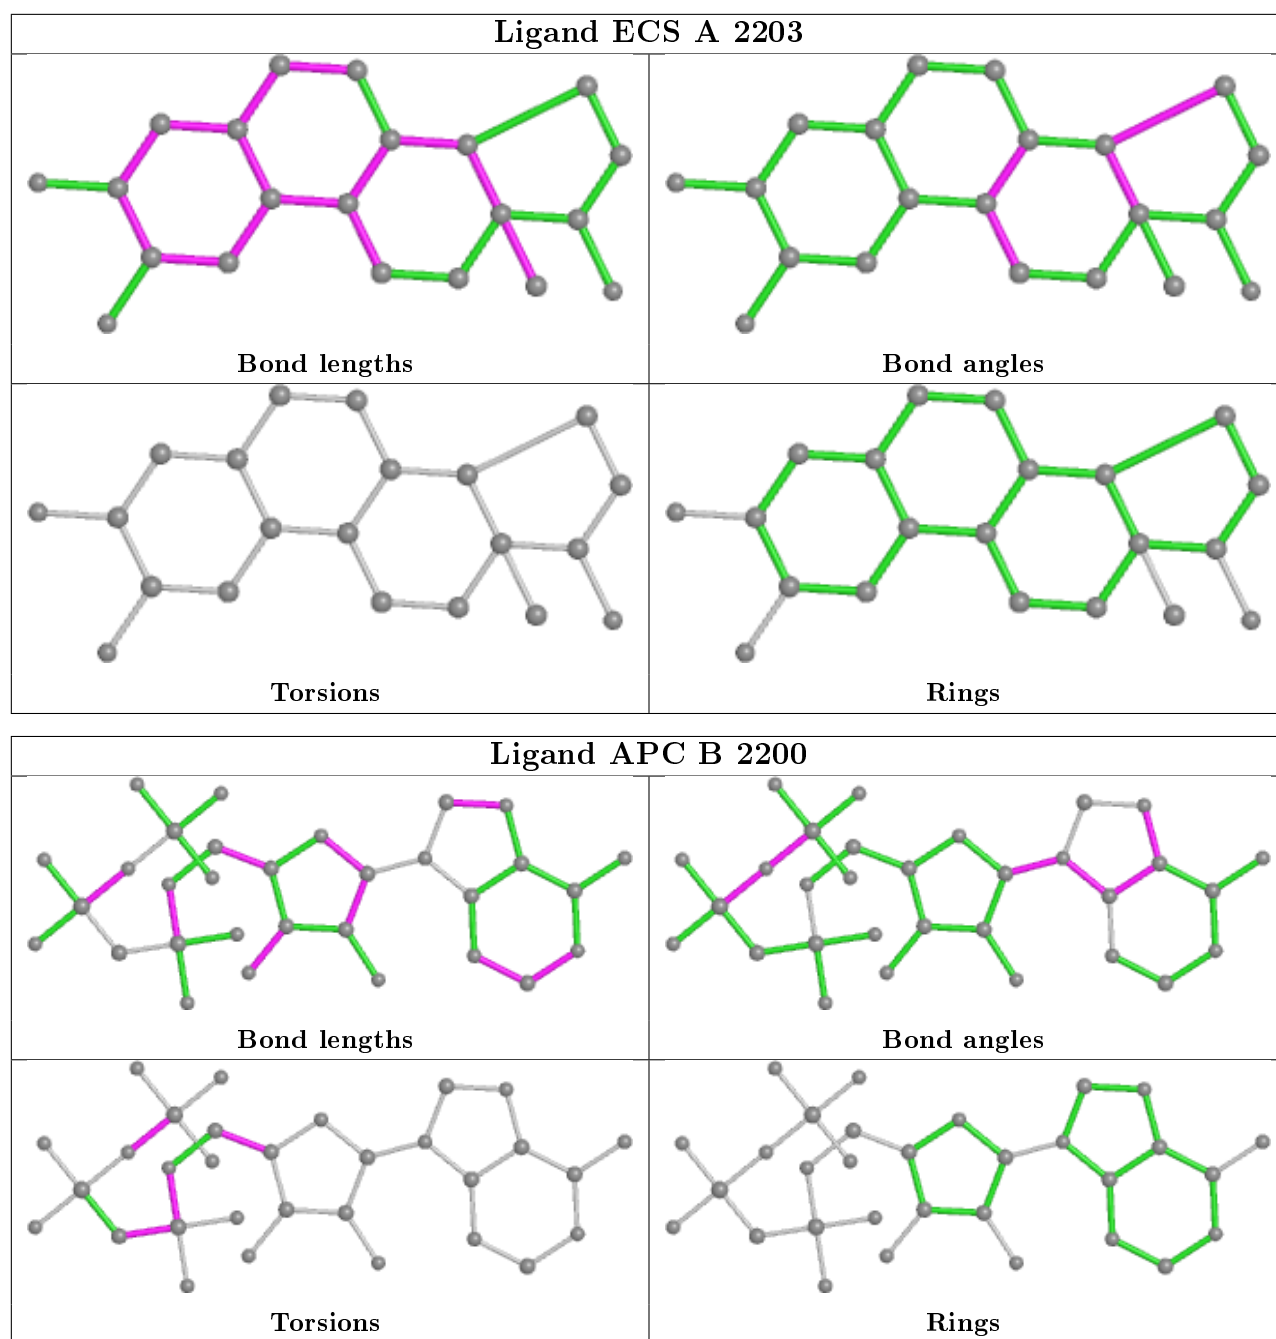 Ligand ECS A 2203
Bond lengths
Bond angles
Torsions
Rings
Ligand APC B 2200
Bond lengths
Bond angles
Torsions
Rings